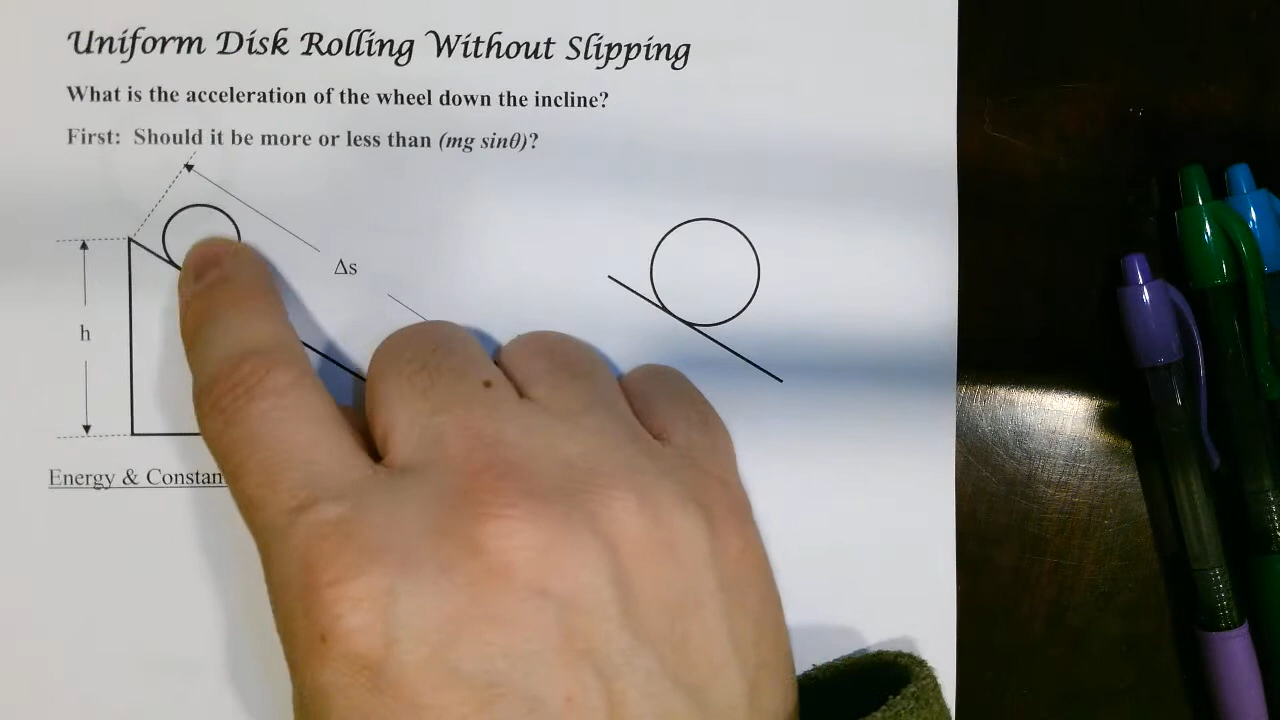 Uniform Disk Rolling Without Slipping
What is the acceleration of the wheel down the incline?
First: Should it be more or less than (mg sinθ)?
Δs
h
Energy &